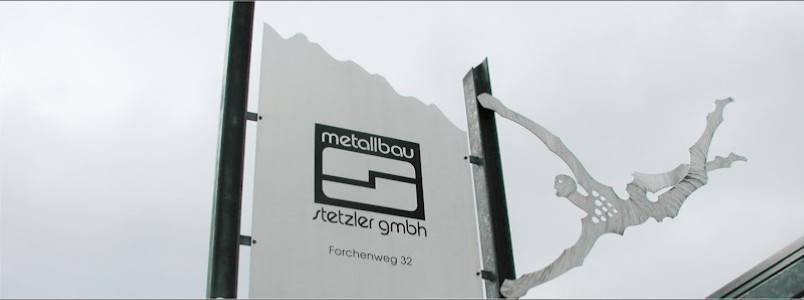 metallbau
stetzler gmbh
Forchenweg 32